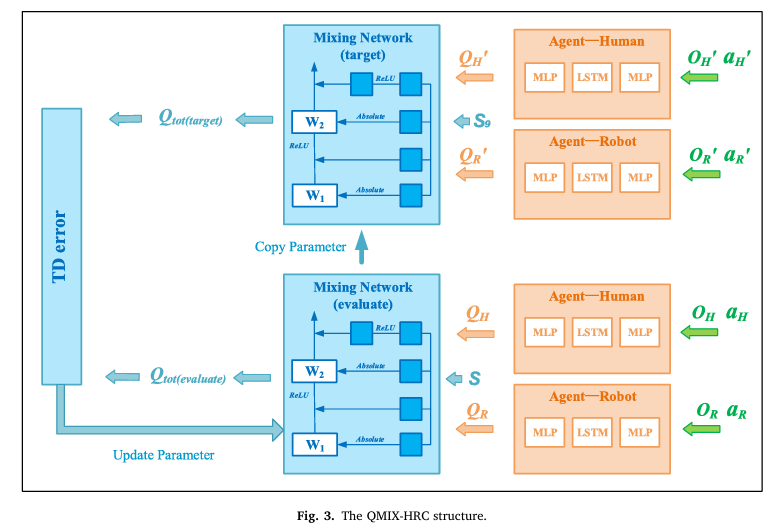 Mixing Network
(target)
ReLU
W2
Absolute
ReLU
W1
Absolute
QH′
QR′
S9
Agent—Human
MLP LSTM MLP
OH′ aH′
Agent—Robot
MLP LSTM MLP
OR′ aR′
Qtot(target)
TD error
Copy Parameter
Mixing Network
(evaluate)
ReLU
W2
Absolute
ReLU
W1
Absolute
QH
QR
S
Agent—Human
MLP LSTM MLP
OH aH
Agent—Robot
MLP LSTM MLP
OR aR
Qtot(evaluate)
Update Parameter
Fig. 3. The QMIX-HRC structure.